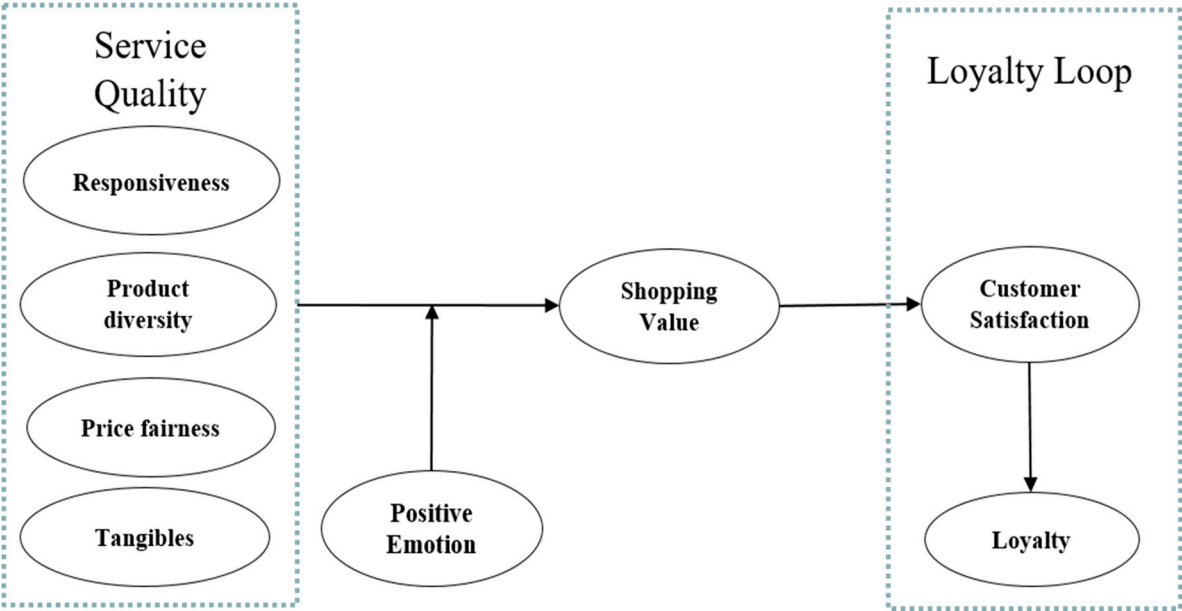 Service
Quality
Responsiveness
Product
diversity
Price fairness
Tangibles
Positive
Emotion
Shopping
Value
Loyalty Loop
Customer
Satisfaction
Loyalty